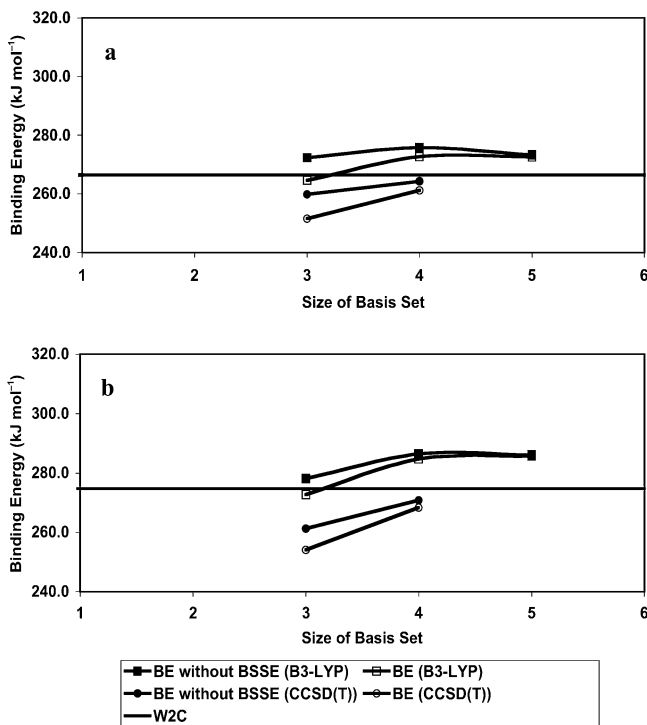 320.0
a
300.0
280.0
260.0
240.0
Binding Energy (kJ mol⁻¹)
1 2 3 4 5 6
Size of Basis Set
320.0
b
300.0
280.0
260.0
240.0
Binding Energy (kJ mol⁻¹)
1 2 3 4 5 6
Size of Basis Set
BE without BSSE (B3-LYP) BE (B3-LYP)
BE without BSSE (CCSD(T)) BE (CCSD(T))
W2C